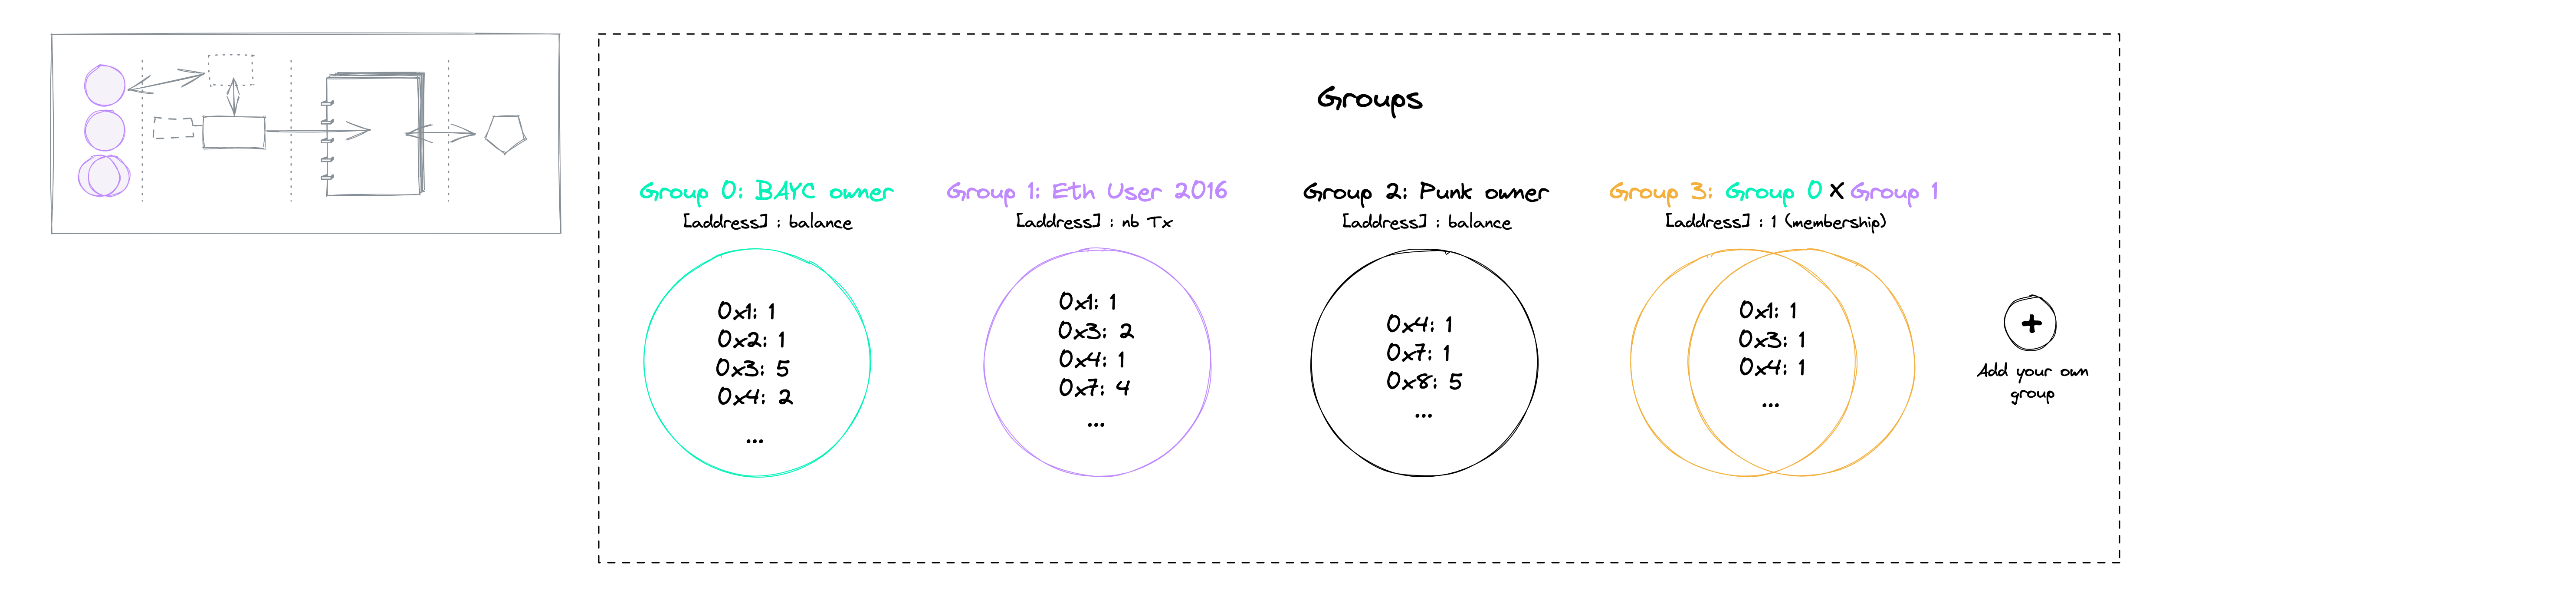 Groups
Group 0: BAYC owner
[address] : balance
0x1: 1
0x2: 1
0x3: 5
0x4: 2
...
Group 1: Eth User 2016
[address] : nb Tx
0x1: 1
0x3: 2
0x4: 1
0x7: 4
...
Group 2: Punk owner
[address] : balance
0x4: 1
0x7: 1
0x8: 5
...
Group 3: Group 0 X Group 1
[address] : 1 (membership)
0x1: 1
0x3: 1
0x4: 1
...
+
Add your own
group